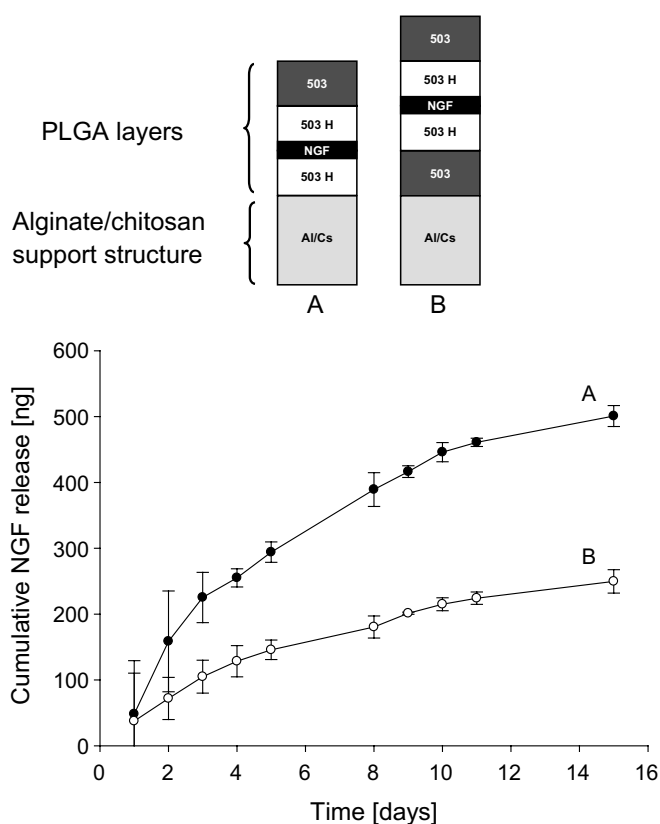 503
503 H
NGF
503 H
Al/Cs
A
503
503 H
NGF
503 H
503
Al/Cs
B
PLGA layers
Alginate/chitosan
support structure
Cumulative NGF release [ng]
600
500
400
300
200
100
0
A
B
0
2
4
6
8
10
12
14
16
Time [days]